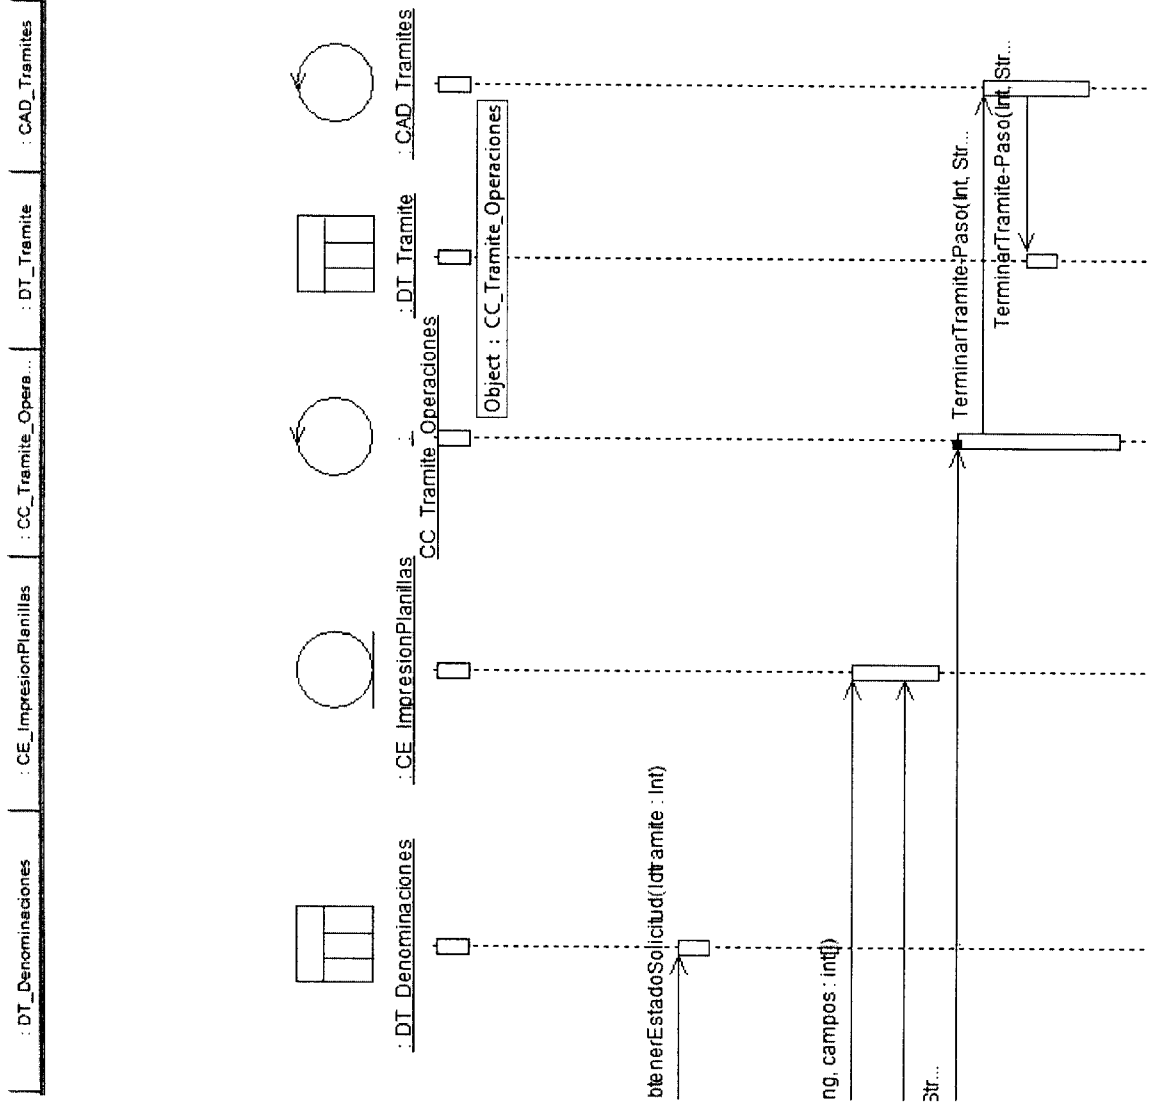 : DT_Denominaciones
: CE_ImpresionPlanillas
: CC_Tramite_Opera...
: DT_Tramite
: CAD_Tramites
: DT_Denominaciones
: CE_ImpresionPlanillas
:
CC_Tramite_Operaciones
: DT_Tramite
: CAD_Tramites
Object : CC_Tramite_Operaciones
btenerEstadoSolicitud(Idtramite : Int)
ng, campos : int[])
Str...
TerminarTramite-Paso(Int, Str...
TerminarTramite-Paso(Int, Str...